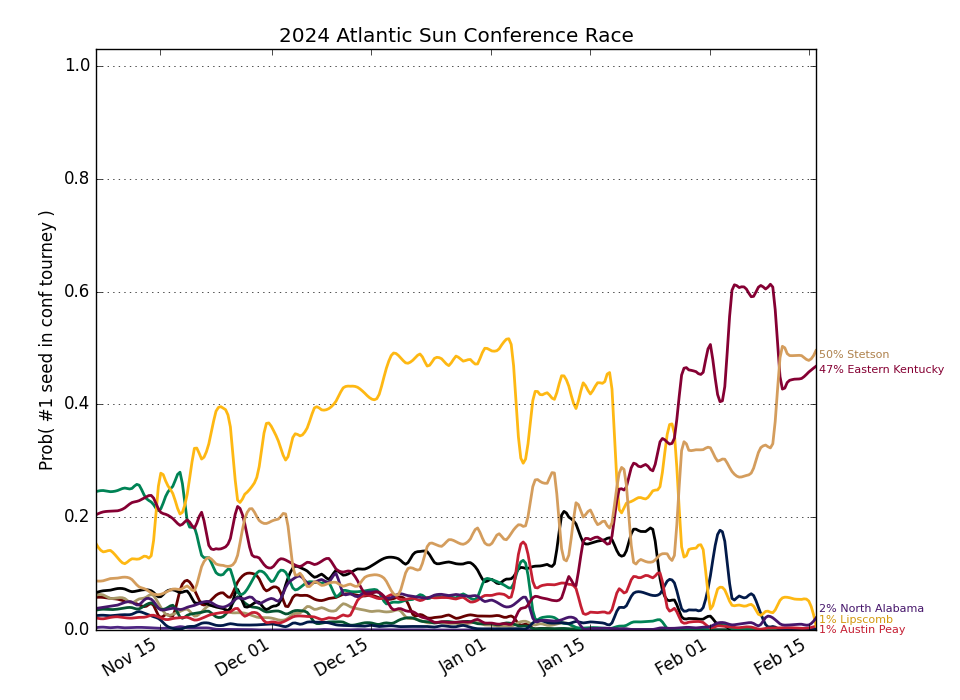 2024 Atlantic Sun Conference Race
Prob( #1 seed in conf tourney )
1.0
0.8
0.6
0.4
0.2
0.0
50% Stetson
47% Eastern Kentucky
2% North Alabama
1% Lipscomb
1% Austin Peay
Nov 15
Dec 01
Dec 15
Jan 01
Jan 15
Feb 01
Feb 15